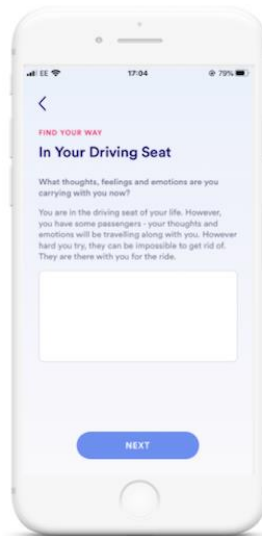 EE 17:04 79%
FIND YOUR WAY
In Your Driving Seat
What thoughts, feelings and emotions are you
carrying with you now?
You are in the driving seat of your life. However,
you have some passengers - your thoughts and
emotions will be travelling along with you. However
hard you try, they can be impossible to get rid of.
They are there with you for the ride.
NEXT